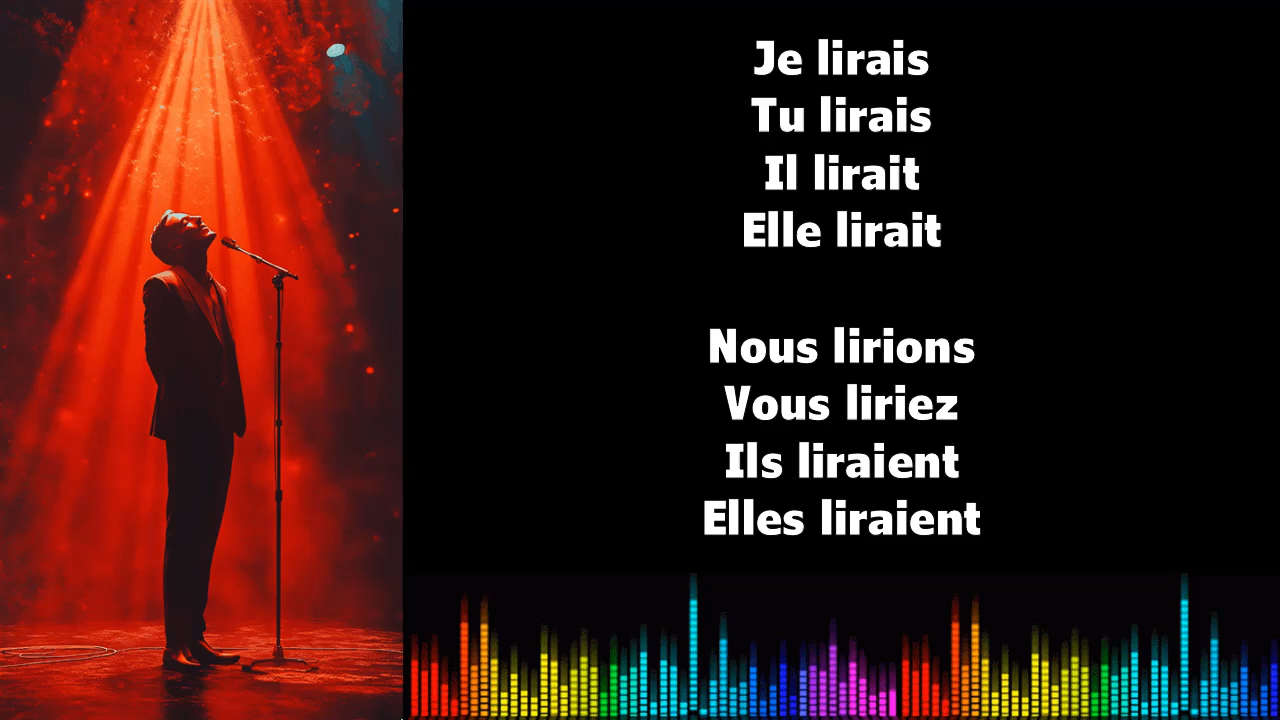 Je lirais
Tu lirais
Il lirait
Elle lirait
Nous lirions
Vous liriez
Ils liraient
Elles liraient